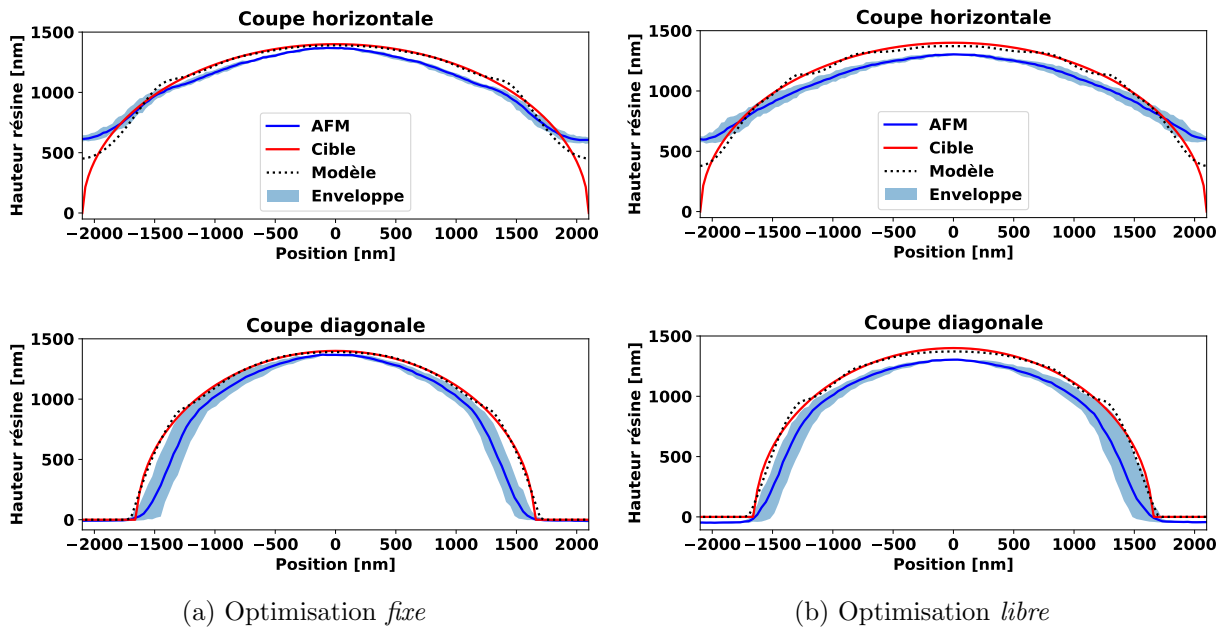 Coupe horizontale
Hauteur résine [nm]
1500
1000
500
0
AFM
Cible
Modèle
Enveloppe
−2000 −1500 −1000 −500 0 500 1000 1500 2000
Position [nm]
Coupe horizontale
Hauteur résine [nm]
1500
1000
500
0
AFM
Cible
Modèle
Enveloppe
−2000 −1500 −1000 −500 0 500 1000 1500 2000
Position [nm]
Coupe diagonale
Hauteur résine [nm]
1500
1000
500
0
−2000 −1500 −1000 −500 0 500 1000 1500 2000
Position [nm]
Coupe diagonale
Hauteur résine [nm]
1500
1000
500
0
−2000 −1500 −1000 −500 0 500 1000 1500 2000
Position [nm]
(a) Optimisation fixe
(b) Optimisation libre